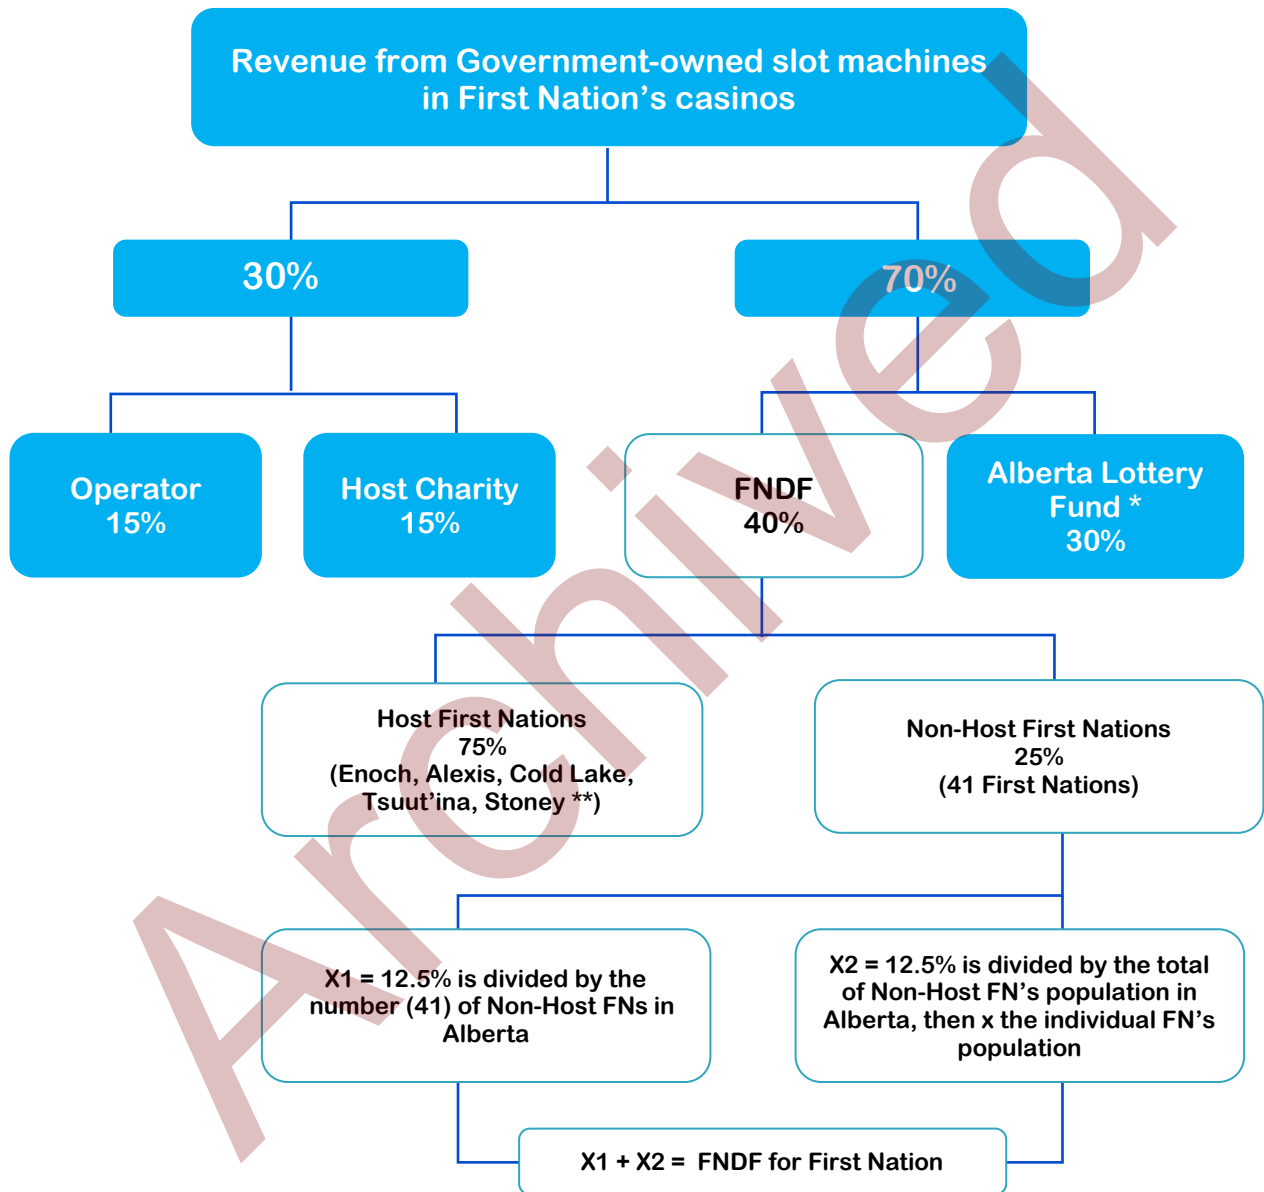 Revenue from Government-owned slot machines
in First Nation's casinos
30%
70%
Operator
15%
Host Charity
15%
FNDF
40%
Alberta Lottery
Fund *
30%
Host First Nations
75%
(Enoch, Alexis, Cold Lake,
Tsuut'ina, Stoney **)
Non-Host First Nations
25%
(41 First Nations)
X1 = 12.5% is divided by the
number (41) of Non-Host FNs in
Alberta
X2 = 12.5% is divided by the total
of Non-Host FN's population in
Alberta, then x the individual FN's
population
X1 + X2 = FNDF for First Nation
Archived